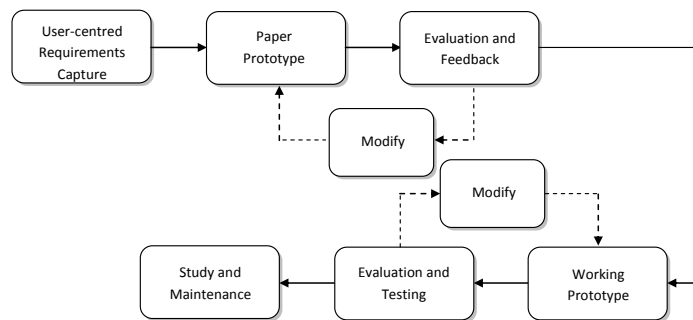 User-centred
Requirements
Capture
Paper
Prototype
Evaluation and
Feedback
Modify
Modify
Study and
Maintenance
Evaluation and
Testing
Working
Prototype